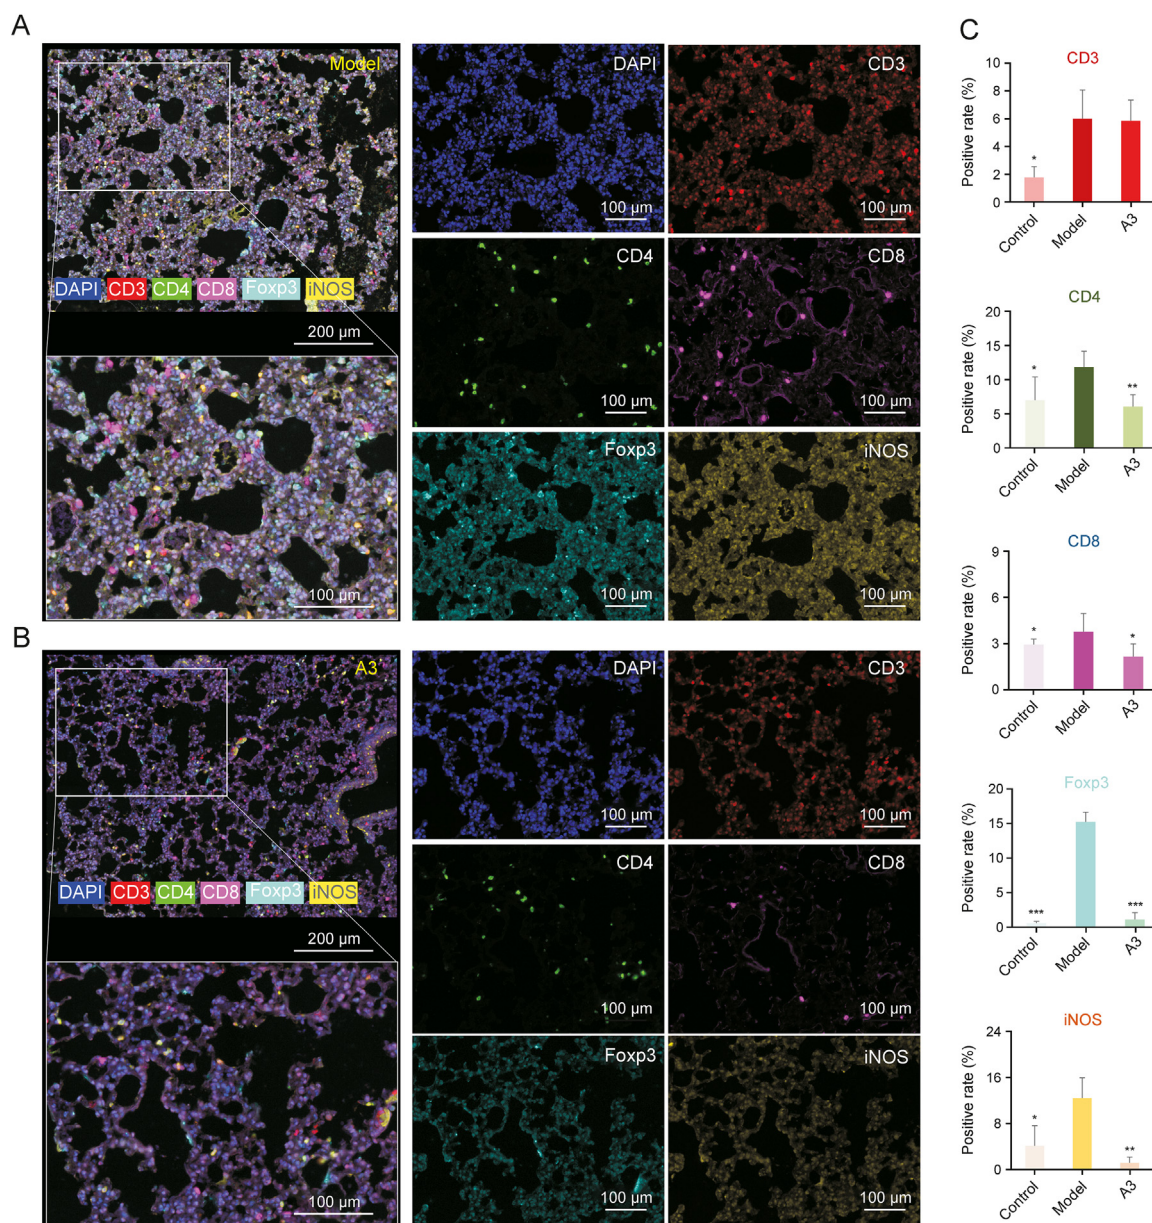 A
Model
DAPI CD3 CD4 CD8 Foxp3 iNOS
200 µm
100 µm
DAPI
100 µm
CD3
100 µm
CD4
100 µm
CD8
100 µm
Foxp3
100 µm
iNOS
100 µm
B
A3
DAPI CD3 CD4 CD8 Foxp3 iNOS
200 µm
100 µm
DAPI
100 µm
CD3
100 µm
CD4
100 µm
CD8
100 µm
Foxp3
100 µm
iNOS
100 µm
C
CD3
Positive rate (%)
10
8
6
4
2
0
*
Control
Model
A3
CD4
Positive rate (%)
20
15
10
5
0
*
**
Control
Model
A3
CD8
Positive rate (%)
9
6
3
0
*
*
Control
Model
A3
Foxp3
Positive rate (%)
20
15
10
5
0
***
***
Control
Model
A3
iNOS
Positive rate (%)
24
16
8
0
*
**
Control
Model
A3